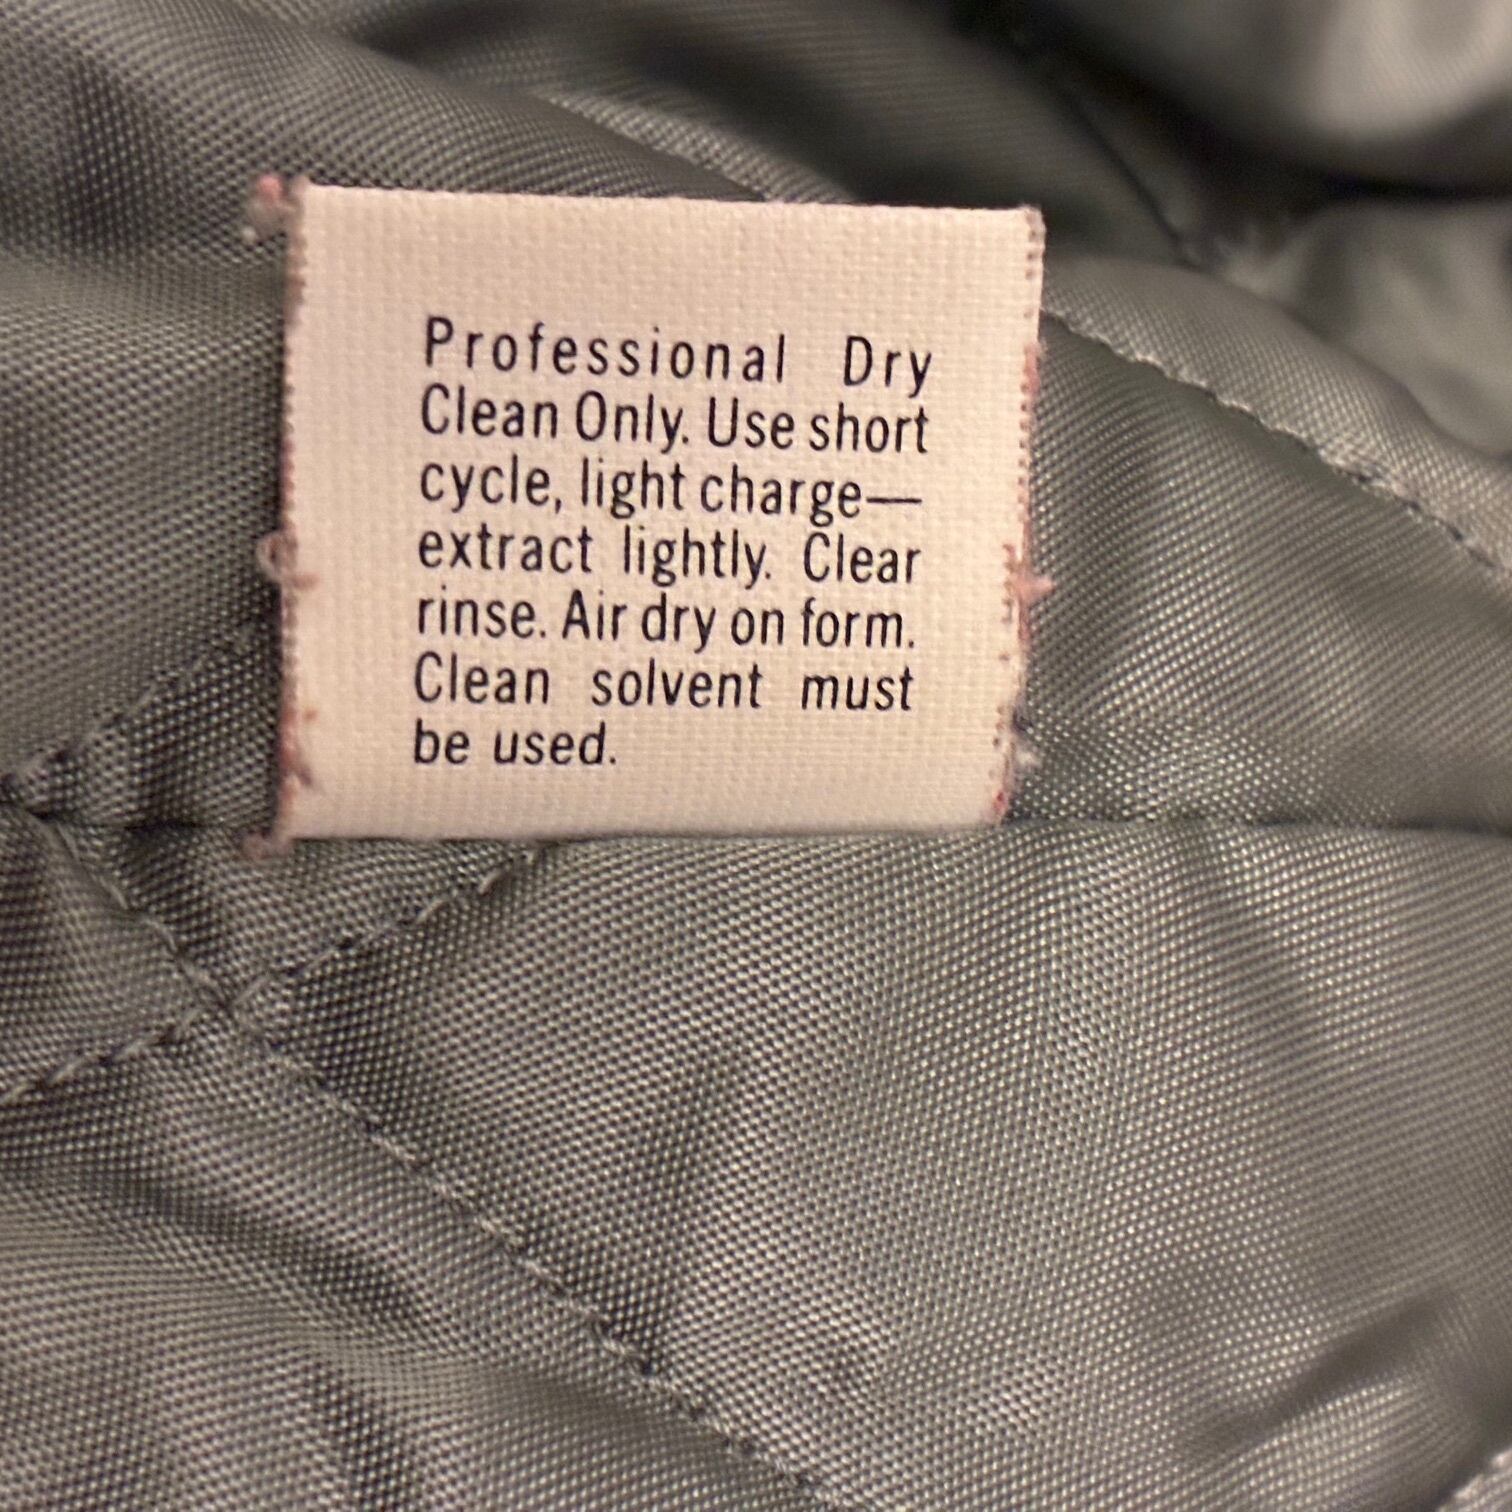 Professional Dry
Clean Only. Use short
cycle, light charge—
extract lightly. Clear
rinse. Air dry on form.
Clean solvent must
be used.